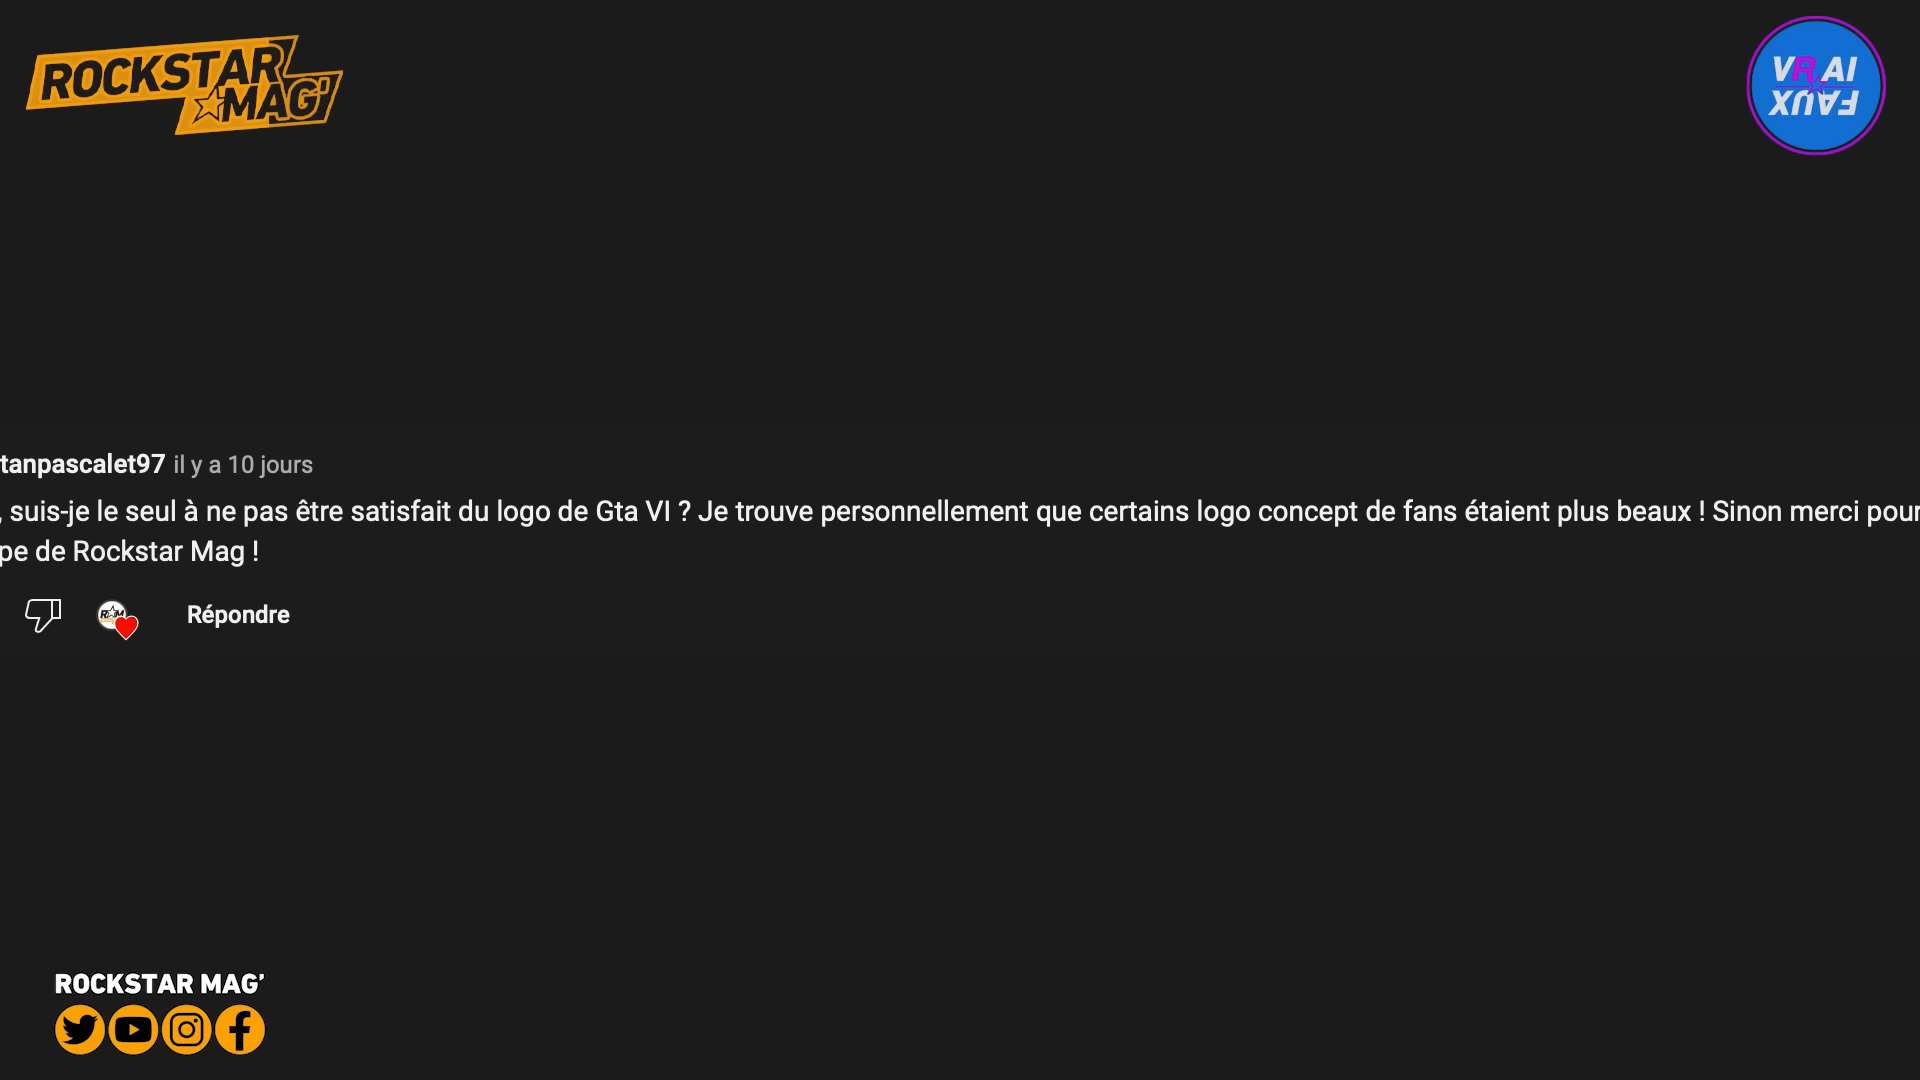 ROCKSTAR
MAG'
VRAI
FAUX
tanpascalet97 il y a 10 jours
, suis-je le seul à ne pas être satisfait du logo de Gta VI ? Je trouve personnellement que certains logo concept de fans étaient plus beaux ! Sinon merci pour
pe de Rockstar Mag !
Répondre
ROCKSTAR MAG'